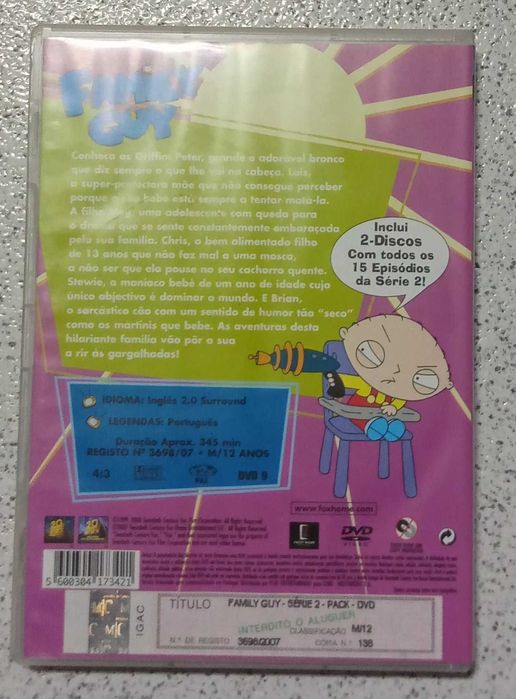 FAMILY
GUY
Conheça os Griffin: Peter, grande e adorável bronco
que diz sempre o que lhe vai na cabeça. Lois,
a super-protectora mãe que não consegue perceber
porque o seu bebé está sempre a tentar matá-la.
A filha Meg, uma adolescente com queda para
o drama que se sente constantemente embaraçada
pela sua família. Chris, o bem alimentado filho
de 13 anos que não faz mal a uma mosca,
a não ser que ela pouse no seu cachorro quente.
Stewie, a maníaco bebé de um ano de idade cujo
único objectivo é dominar o mundo. E Brian,
o sarcástico cão com um sentido de humor tão "seco"
como os martinis que bebe. As aventuras desta
hilariante família vão pôr a sua
a rir às gargalhadas!
Inclui
2-Discos
Com todos os
15 Episódios
da Série 2!
IDIOMA: Inglês 2.0 Surround
LEGENDAS: Português
Duração Aprox. 345 min
REGISTO Nº 3698/07 • M/12 ANOS
4/3
PAL
DVD 9
www.foxhome.com
DVD
5 600304 173421
IGAC
TÍTULO
FAMILY GUY - SÉRIE 2 - PACK - DVD
INTERDITO O ALUGUER
CLASSIFICAÇÃO M/12
N.º DE REGISTO 3698/2007
CÓPIA N.º 138